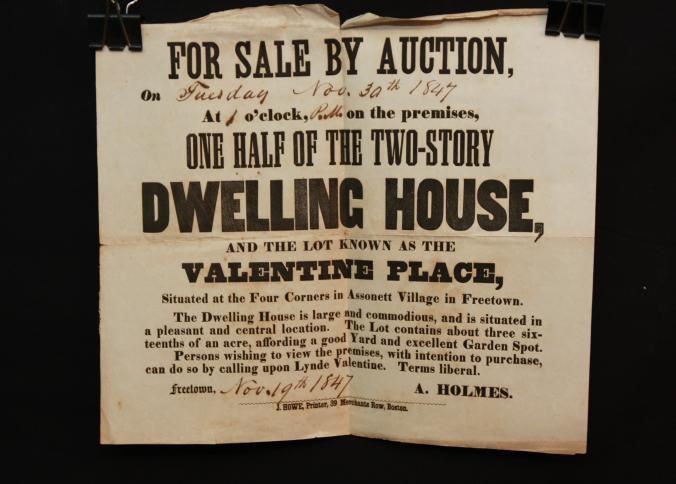 FOR SALE BY AUCTION,
On Tuesday Nov. 30th 1847
At 1 o'clock, P.M. on the premises,
ONE HALF OF THE TWO-STORY
DWELLING HOUSE,
AND THE LOT KNOWN AS THE
VALENTINE PLACE,
Situated at the Four Corners in Assonett Village in Freetown.
The Dwelling House is large and commodious, and is situated in
a pleasant and central location. The Lot contains about three six-
teenths of an acre, affording a good Yard and excellent Garden Spot.
Persons wishing to view the premises, with intention to purchase,
can do so by calling upon Lynde Valentine. Terms liberal.
Freetown, Nov. 19th 1847 A. HOLMES.
J. HOWE, Printer, 39 Merchants Row, Boston.